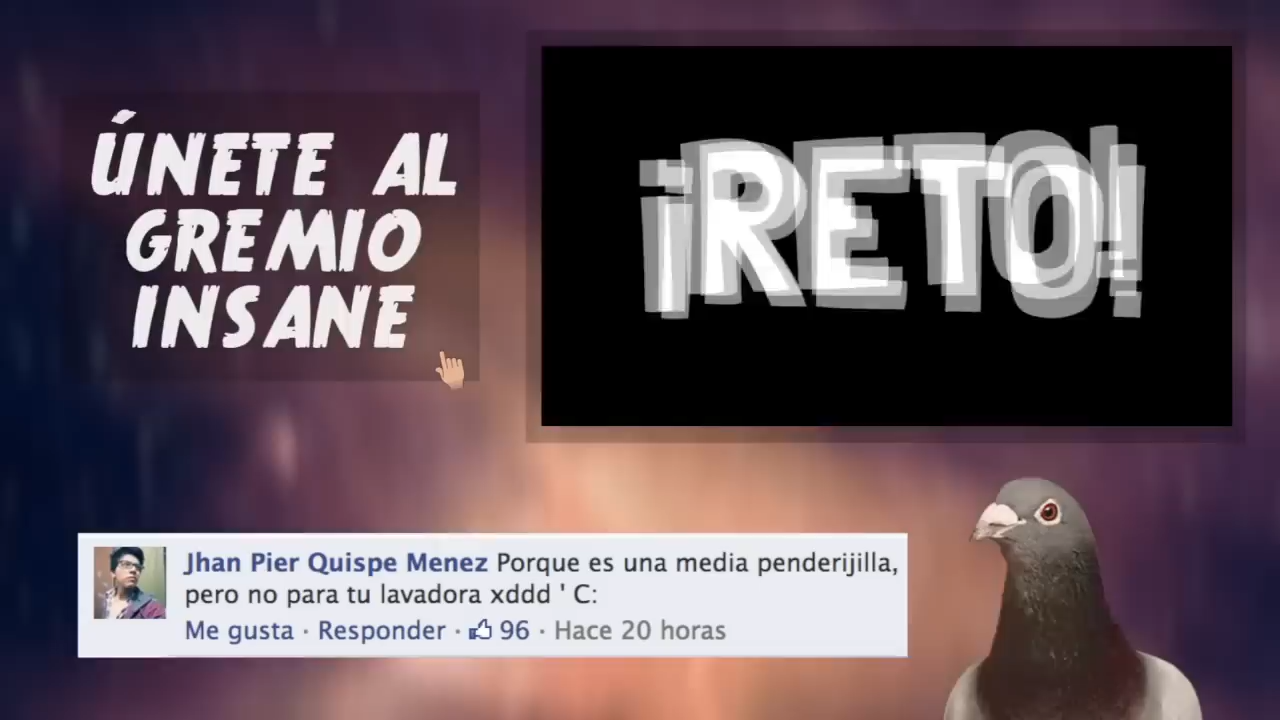 ÚNETE AL
GREMIO
INSANE
¡RETO!
Jhan Pier Quispe Menez Porque es una media penderijilla,
pero no para tu lavadora xddd ' C:
Me gusta · Responder · 96 · Hace 20 horas